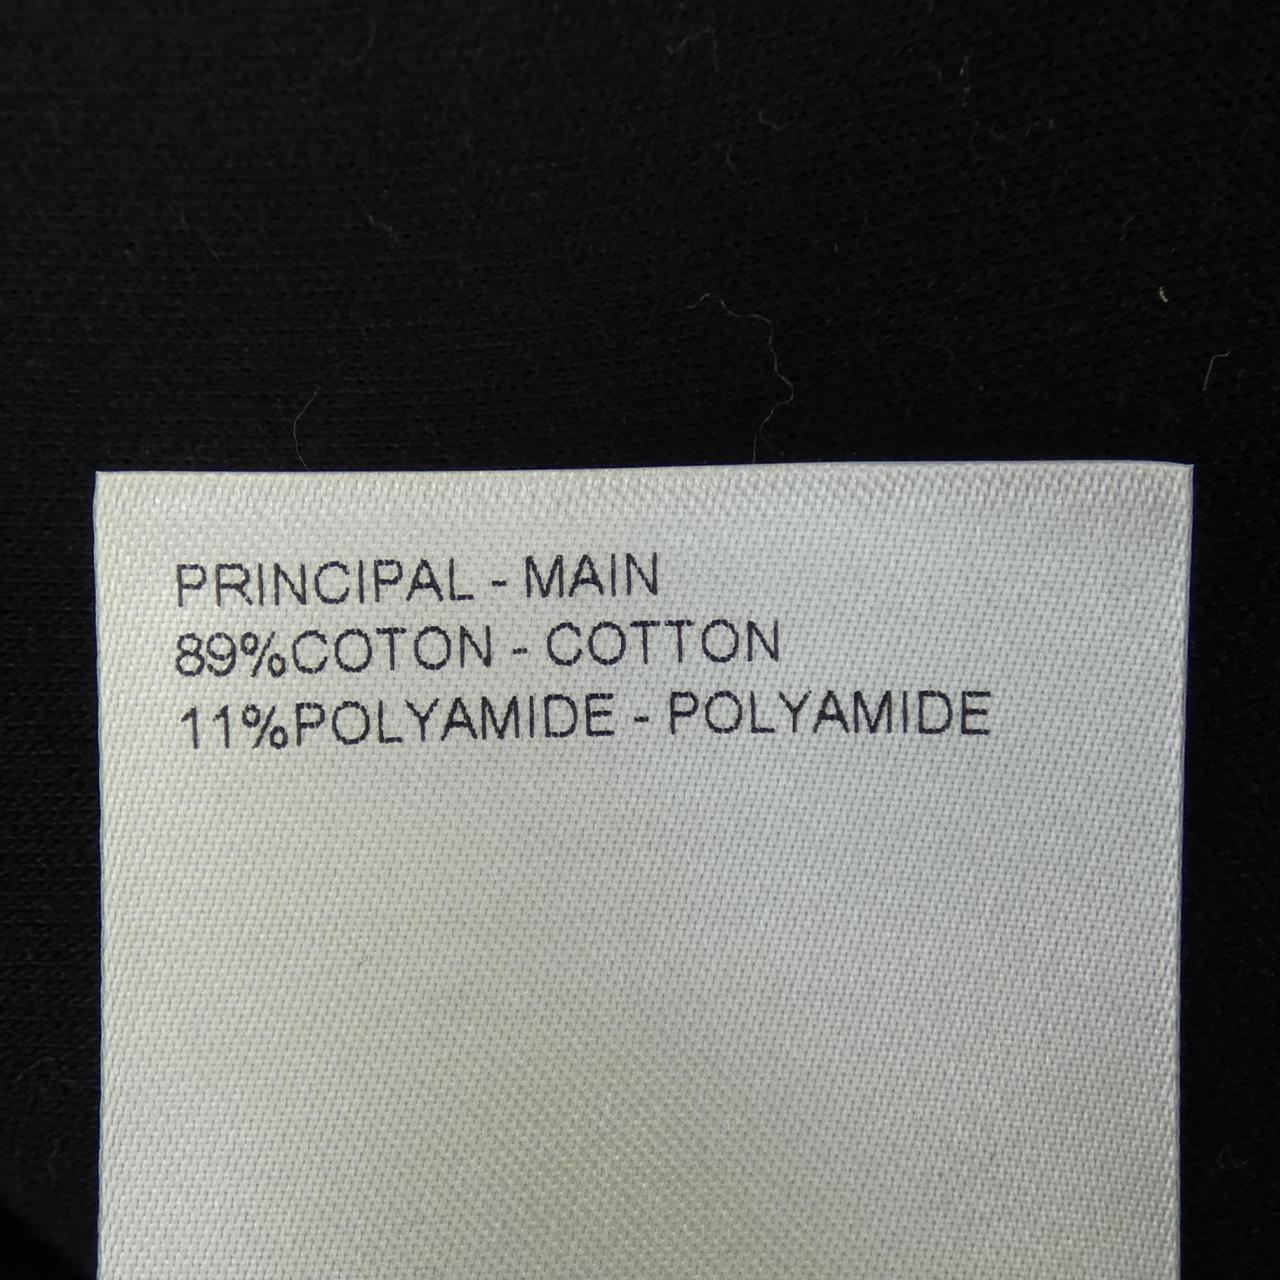 PRINCIPAL - MAIN
89%COTON - COTTON
11%POLYAMIDE - POLYAMIDE